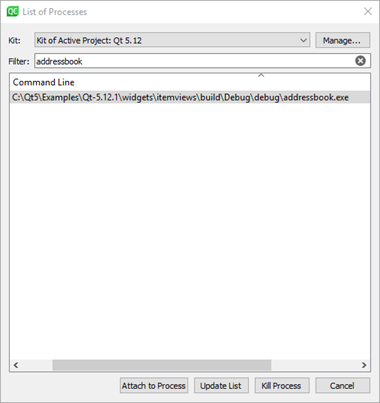 QC List of Processes
Kit: Kit of Active Project: Qt 5.12 Manage...
Filter: addressbook
Command Line
C:\Qt5\Examples\Qt-5.12.1\widgets\itemviews\build\Debug\debug\addressbook.exe
Attach to Process Update List Kill Process Cancel